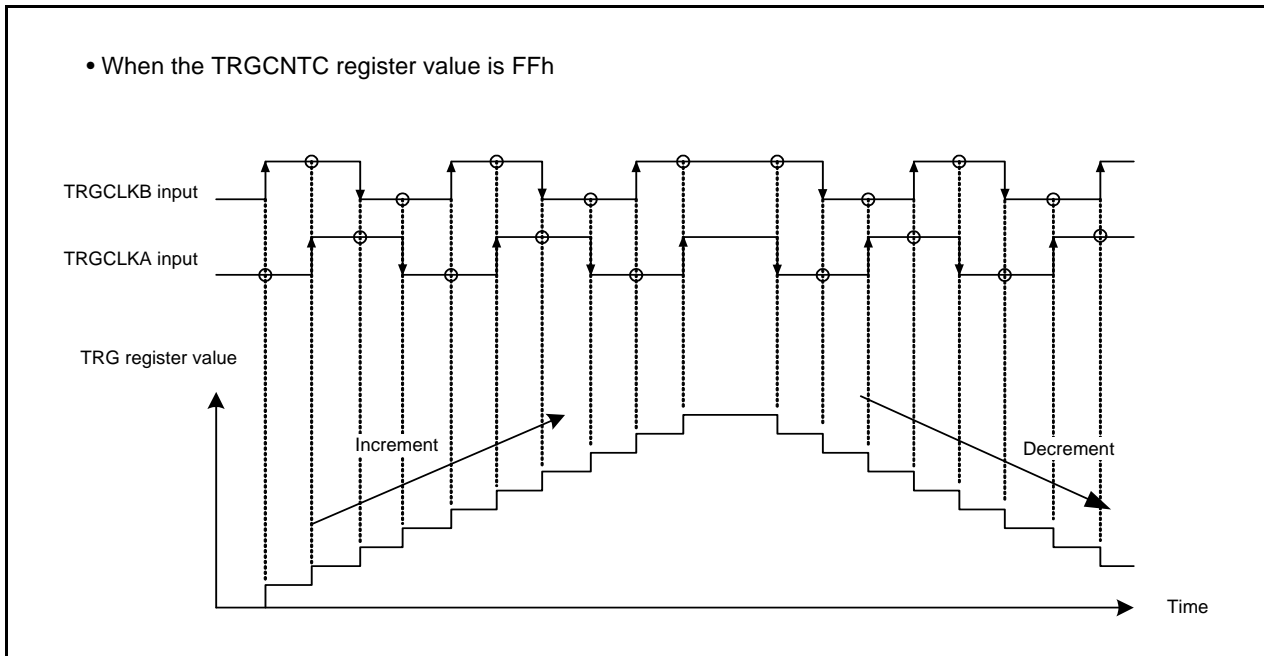 • When the TRGCNTC register value is FFh
TRGCLKB input
TRGCLKA input
TRG register value
Increment
Decrement
Time